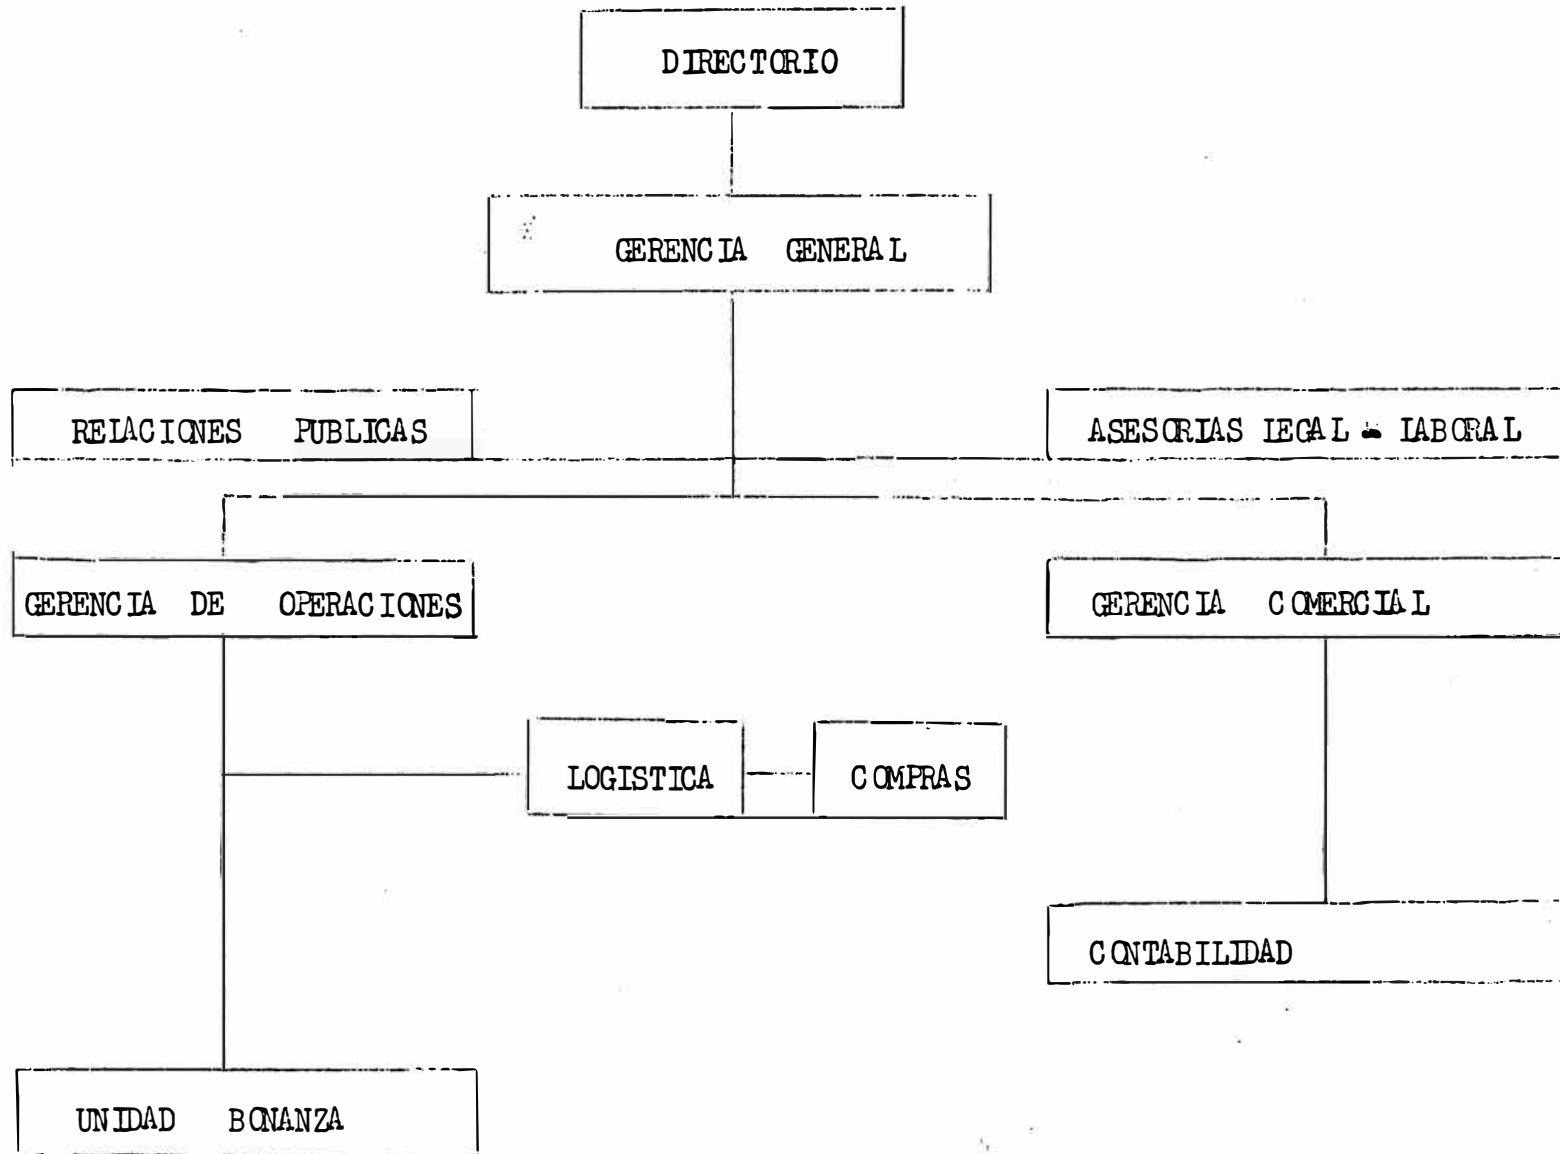 DIRECTORIO
GERENCIA GENERAL
RELACIONES PUBLICAS
ASESORIAS LEGAL - LABORAL
GERENCIA DE OPERACIONES
GERENCIA COMERCIAL
LOGISTICA
COMPRAS
CONTABILIDAD
UNIDAD BONANZA